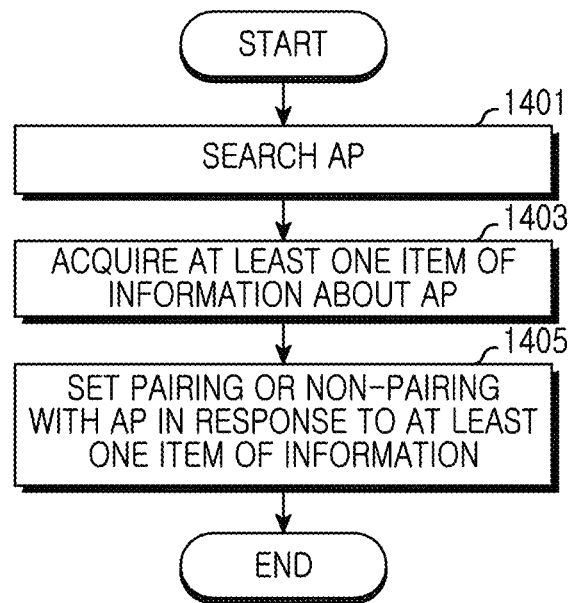 START
1401
SEARCH AP
1403
ACQUIRE AT LEAST ONE ITEM OF
INFORMATION ABOUT AP
1405
SET PAIRING OR NON-PAIRING
WITH AP IN RESPONSE TO AT LEAST
ONE ITEM OF INFORMATION
END